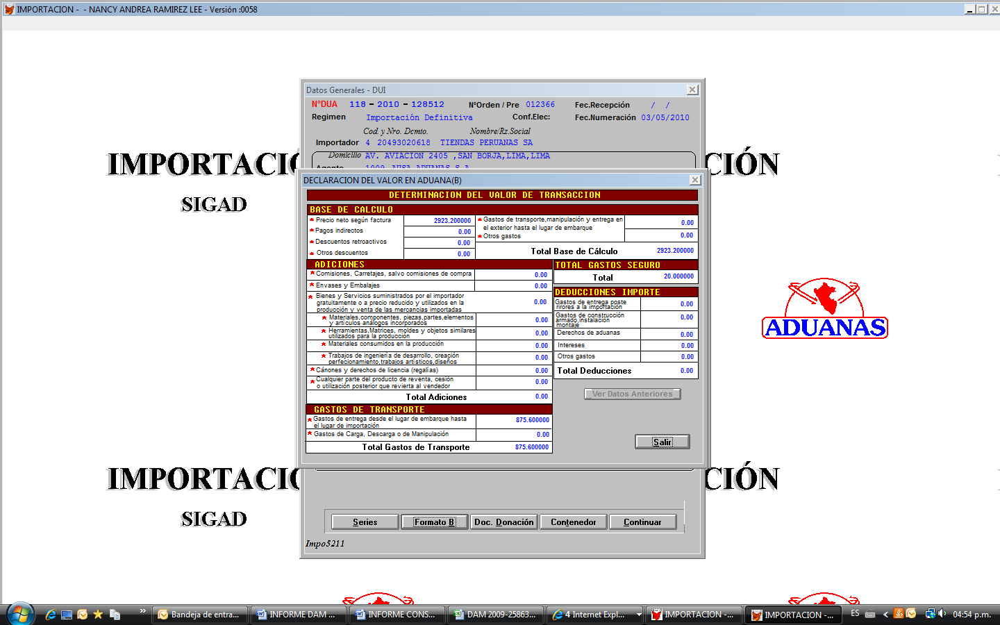 IMPORTACION -  - NANCY ANDREA RAMIREZ LEE - Versión :0058
Datos Generales - DUI
N°DUA 118 - 2010 - 128512 N°Orden / Pre 012366 Fec.Recepción / /
Regimen Importación Definitiva Conf.Elec: Fec.Numeración 03/05/2010
Cod. y Nro. Dcmto. Nombre/Rz.Social
Importador 4 20493020618 TIENDAS PERUANAS SA
Domicilio AV. AVIACION 2405 ,SAN BORJA,LIMA,LIMA
DECLARACION DEL VALOR EN ADUANA(B)
DETERMINACION DEL VALOR DE TRANSACCION
BASE DE CALCULO
* Precio neto según factura 2923.200000
* Pagos indirectos 0.00
* Descuentos retroactivos 0.00
* Otros descuentos 0.00
* Gastos de transporte,manipulación y entrega en
el exterior hasta el lugar de embarque 0.00
* Otros gastos 0.00
Total Base de Cálculo 2923.200000
ADICIONES
* Comisiones, Carretajes, salvo comisiones de compra 0.00
* Envases y Embalajes 0.00
* Bienes y Servicios suministrados por el importador
gratuitamente o a precio reducido y utilizados en la
producción y venta de las mercancias importadas 0.00
* Materiales,componentes, piezas,partes,elementos
y artículos análogos incorporados 0.00
* Herramientas,Matrices, moldes y objetos similares
utilizados para la producción 0.00
* Materiales consumidos en la producción 0.00
* Trabajos de ingeniería de desarrollo, creación
perfecionamiento,trabajos artísticos,diseños 0.00
* Cánones y derechos de licencia (regalías) 0.00
* Cualquier parte del producto de reventa, cesión
o utilización posterior que revierta al vendedor 0.00
Total Adiciones 0.00
GASTOS DE TRANSPORTE
* Gastos de entrega desde el lugar de embarque hasta
el lugar de importación 875.600000
* Gastos de Carga, Descarga o de Manipulación 0.00
Total Gastos de Transporte 875.600000
TOTAL GASTOS SEGURO
Total 20.000000
DEDUCCIONES IMPORTE
Gastos de entrega poste
rirores a la importación 0.00
Gastos de construcción
armado,instalación
montaje 0.00
Derechos de aduanas 0.00
Intereses 0.00
Otros gastos 0.00
Total Deducciones 0.00
Ver Datos Anteriores
Salir
Series Formato B Doc. Donación Contenedor Continuar
Impo5211
IMPORTACIÓ CIÓN
SIGAD
ADUANAS
IMPORTACIÓ CIÓN
SIGAD
» Bandeja de entra... INFORME DAM ... INFORME CONS... DAM 2009-25863... 4 Internet Expl... IMPORTACION -... IMPORTACION -... ES < 04:54 p.m.